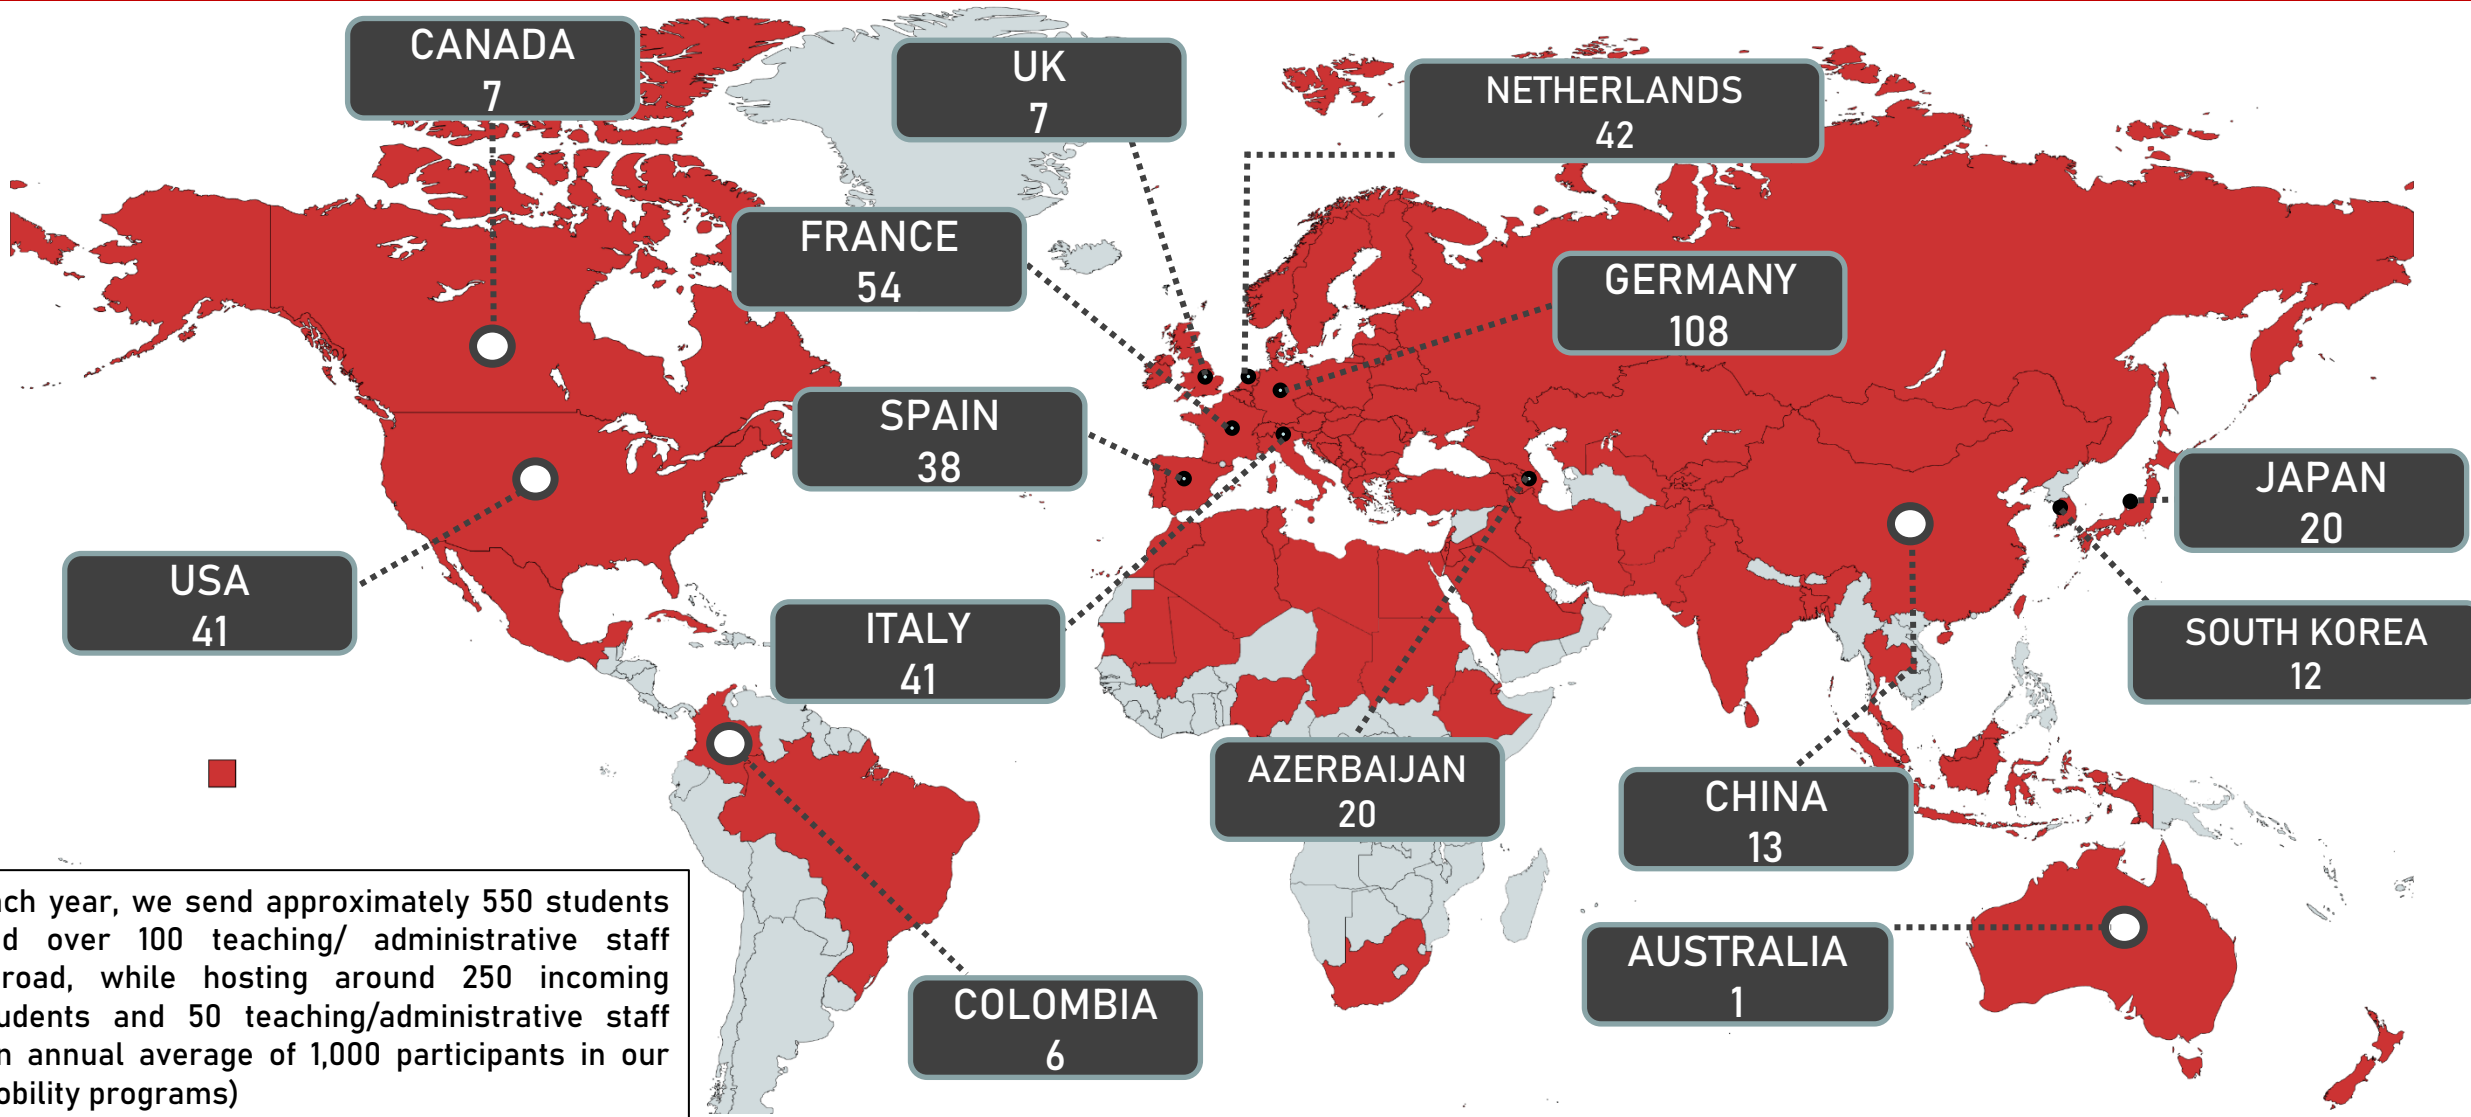 CANADA
7
UK
7
NETHERLANDS
42
FRANCE
54
GERMANY
108
SPAIN
38
JAPAN
20
USA
41
ITALY
41
SOUTH KOREA
12
AZERBAIJAN
20
CHINA
13
AUSTRALIA
1
COLOMBIA
6
ach year, we send approximately 550 students
d over 100 teaching/ administrative staff
road, while hosting around 250 incoming
udents and 50 teaching/administrative staff
n annual average of 1,000 participants in our
obility programs)